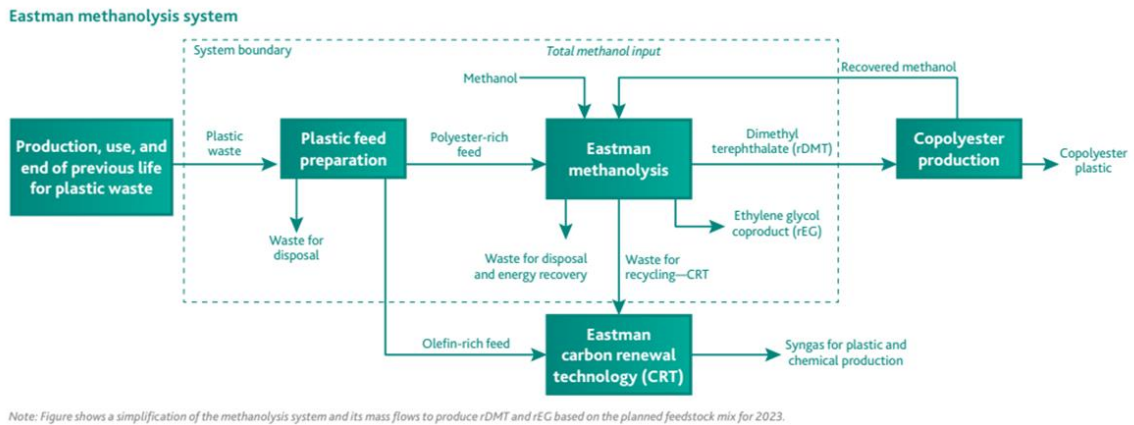 Eastman methanolysis system
System boundary
Total methanol input
Methanol
Recovered methanol
Production, use, and
end of previous life
for plastic waste
Plastic
waste
Plastic feed
preparation
Polyester-rich
feed
Eastman
methanolysis
Dimethyl
terephthalate (rDMT)
Copolyester
production
Copolyester
plastic
Waste for
disposal
Waste for disposal
and energy recovery
Waste for
recycling—CRT
Ethylene glycol
coproduct (rEG)
Olefin-rich feed
Eastman
carbon renewal
technology (CRT)
Syngas for plastic and
chemical production
Note: Figure shows a simplification of the methanolysis system and its mass flows to produce rDMT and rEG based on the planned feedstock mix for 2023.